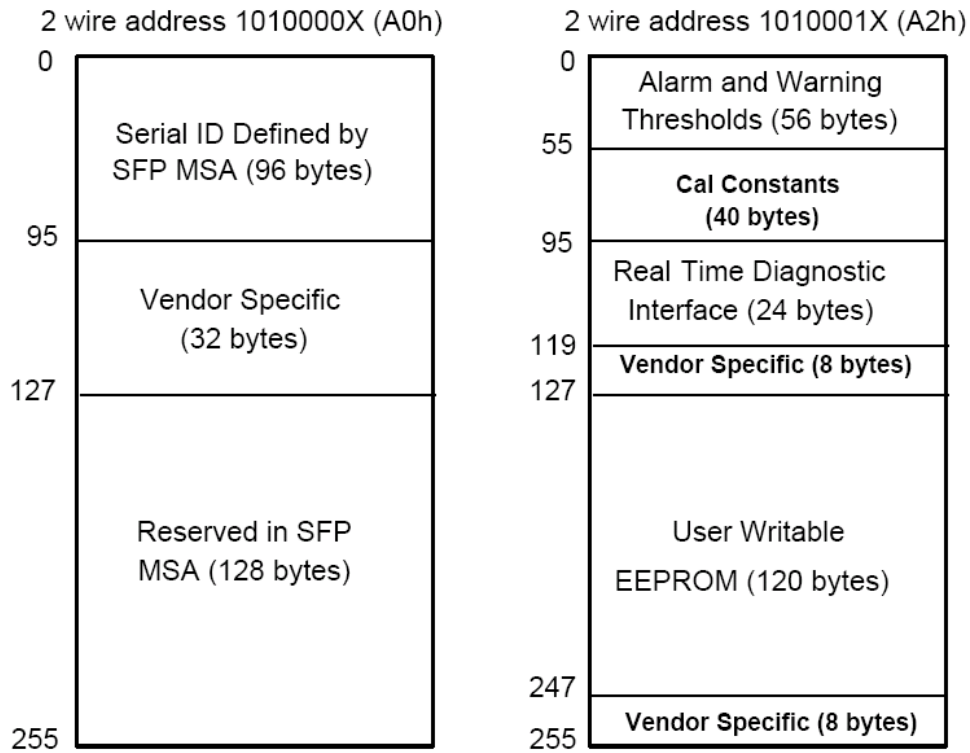 2 wire address 1010000X (A0h)
0
Serial ID Defined by
SFP MSA (96 bytes)
95
Vendor Specific
(32 bytes)
127
Reserved in SFP
MSA (128 bytes)
255
2 wire address 1010001X (A2h)
0
Alarm and Warning
Thresholds (56 bytes)
55
Cal Constants
(40 bytes)
95
Real Time Diagnostic
Interface (24 bytes)
119
Vendor Specific (8 bytes)
127
User Writable
EEPROM (120 bytes)
247
Vendor Specific (8 bytes)
255